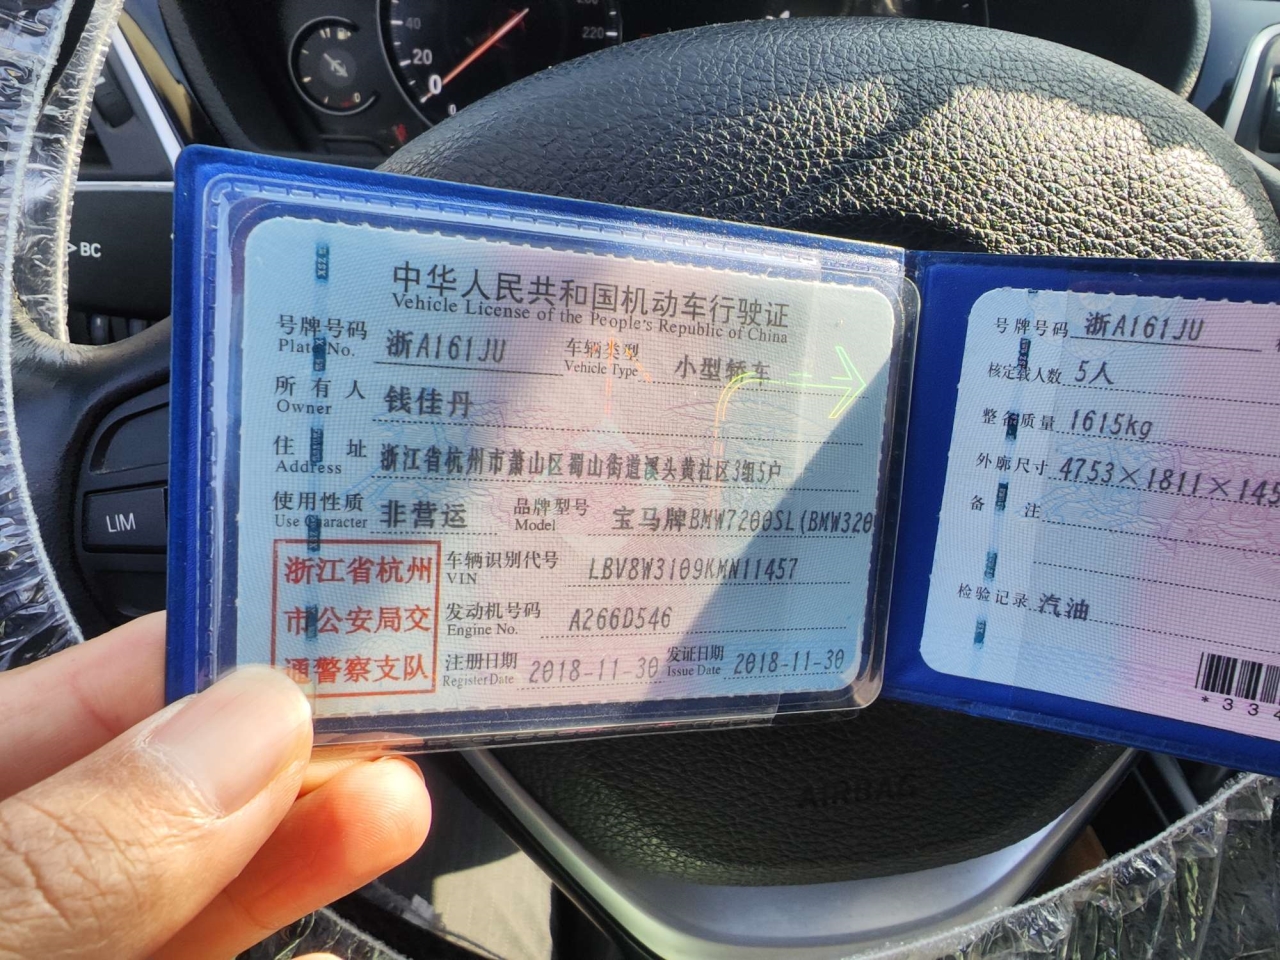 40
20
0
220
0
BC
LIM
中华人民共和国机动车行驶证
Vehicle License of the People's Republic of China
号牌号码 浙A161JU 车辆类型 小型轿车
Plate No. Vehicle Type
所有人 钱佳丹
Owner
住址 浙江省杭州市萧山区蜀山街道溪头黄社区3组5户
Address
使用性质 非营运 品牌型号 宝马牌BMW7200SL(BMW320
Use Character Model
浙江省杭州
市公安局交
通警察支队
车辆识别代号 LBV8W3109KMN11457
VIN
发动机号码 A266D546
Engine No.
注册日期 2018-11-30 发证日期 2018-11-30
Register Date Issue Date
号牌号码 浙A161JU
核定载人数 5人
整备质量 1615kg
外廓尺寸 4753×1811×145
备注
检验记录 汽油
*334
AIRBAG